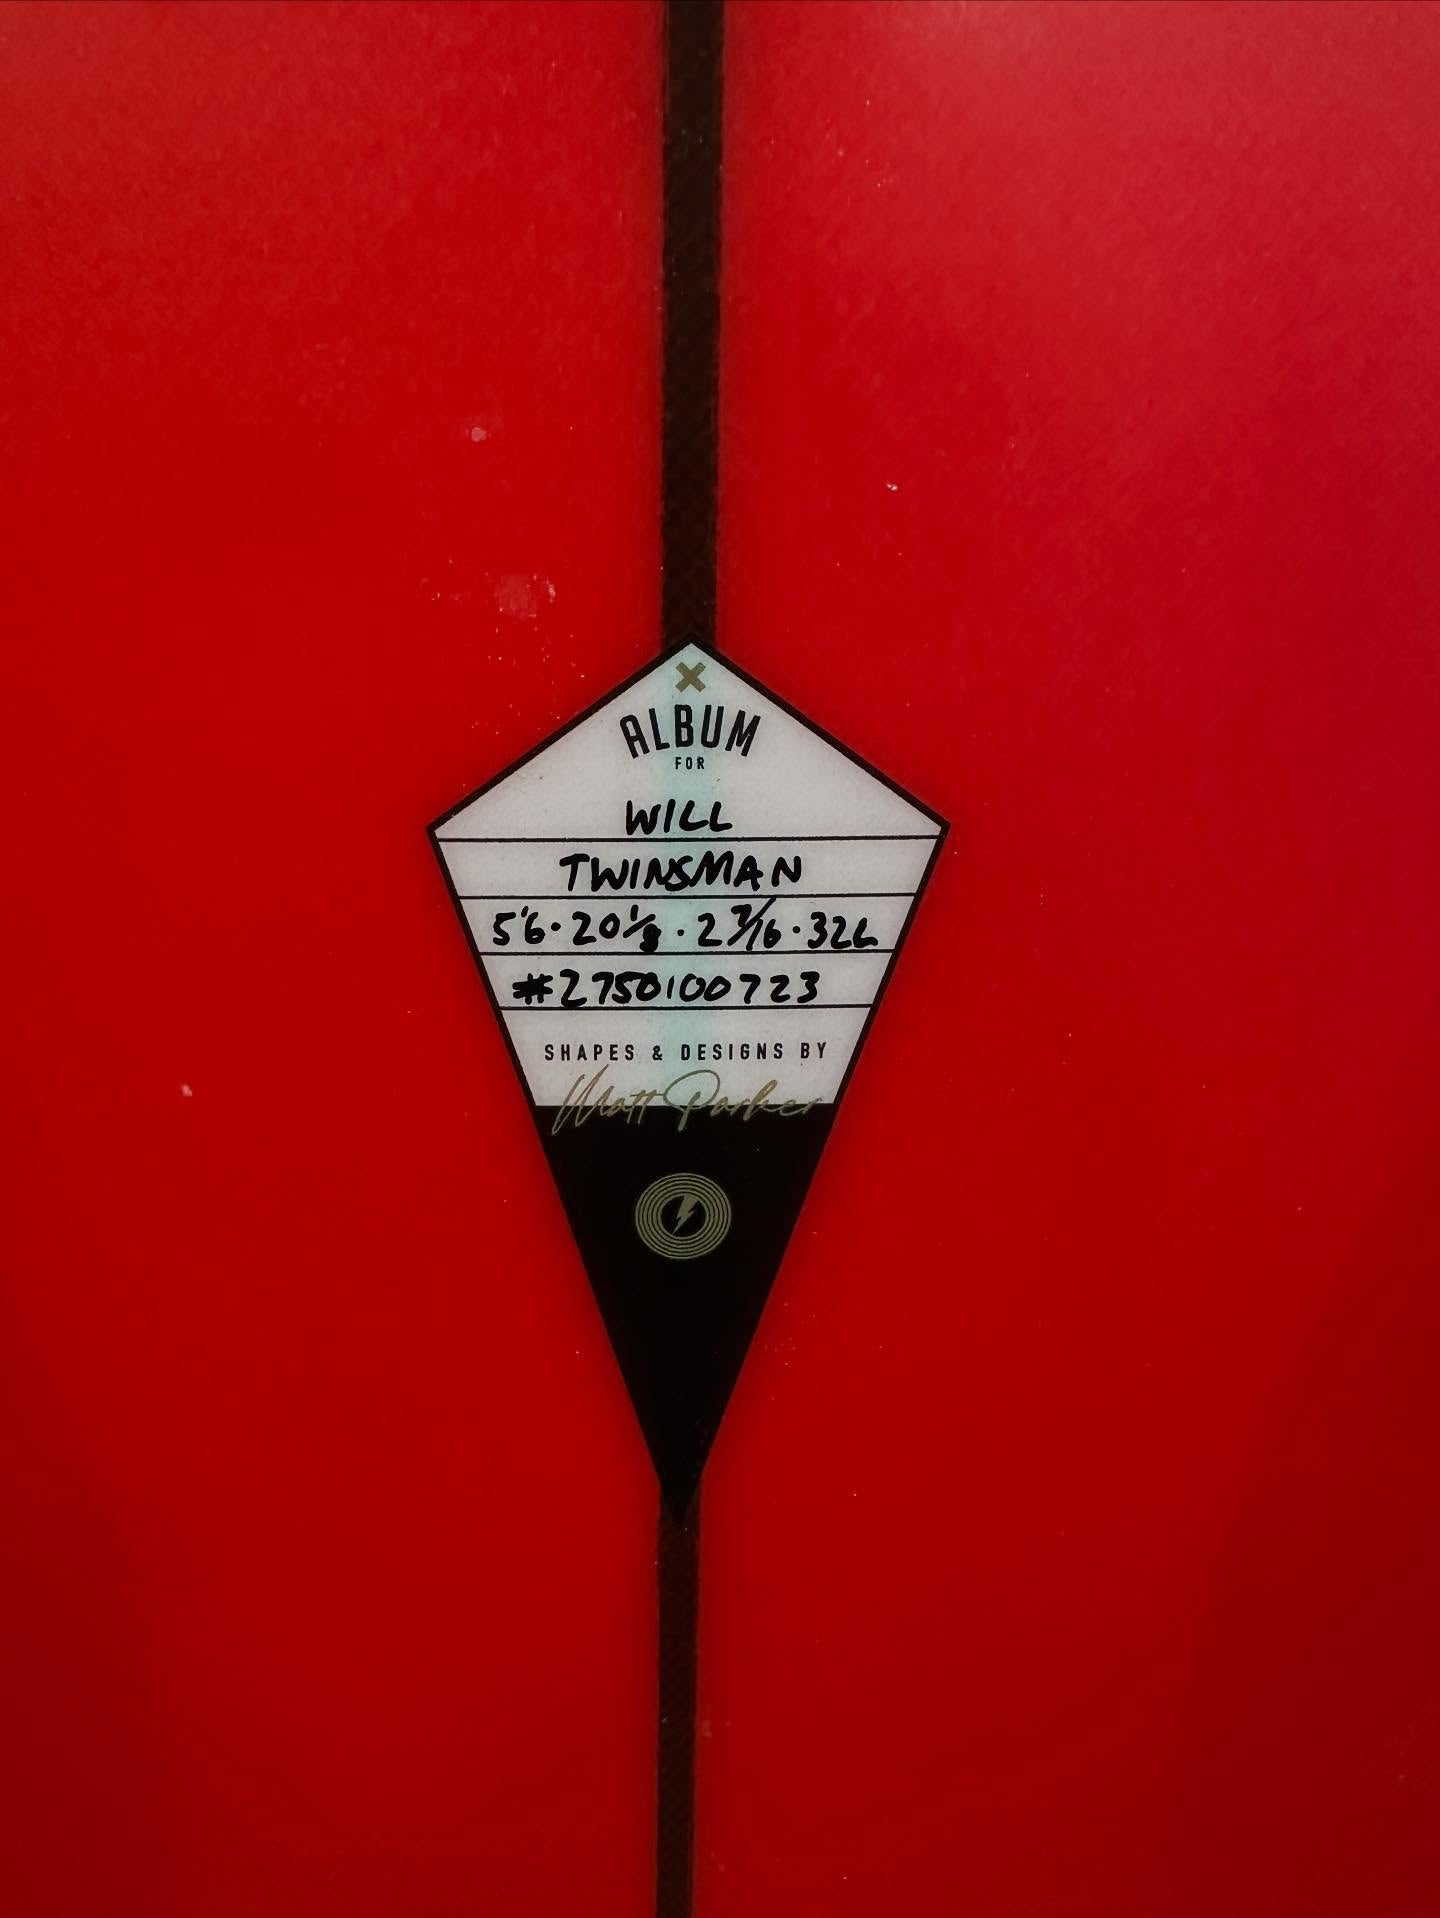 ALBUM
FOR
WILL
TWINSMAN
5'6 · 20 1/8 · 2 7/16 · 32L
#2750100723
SHAPES & DESIGNS BY
Matt Parker